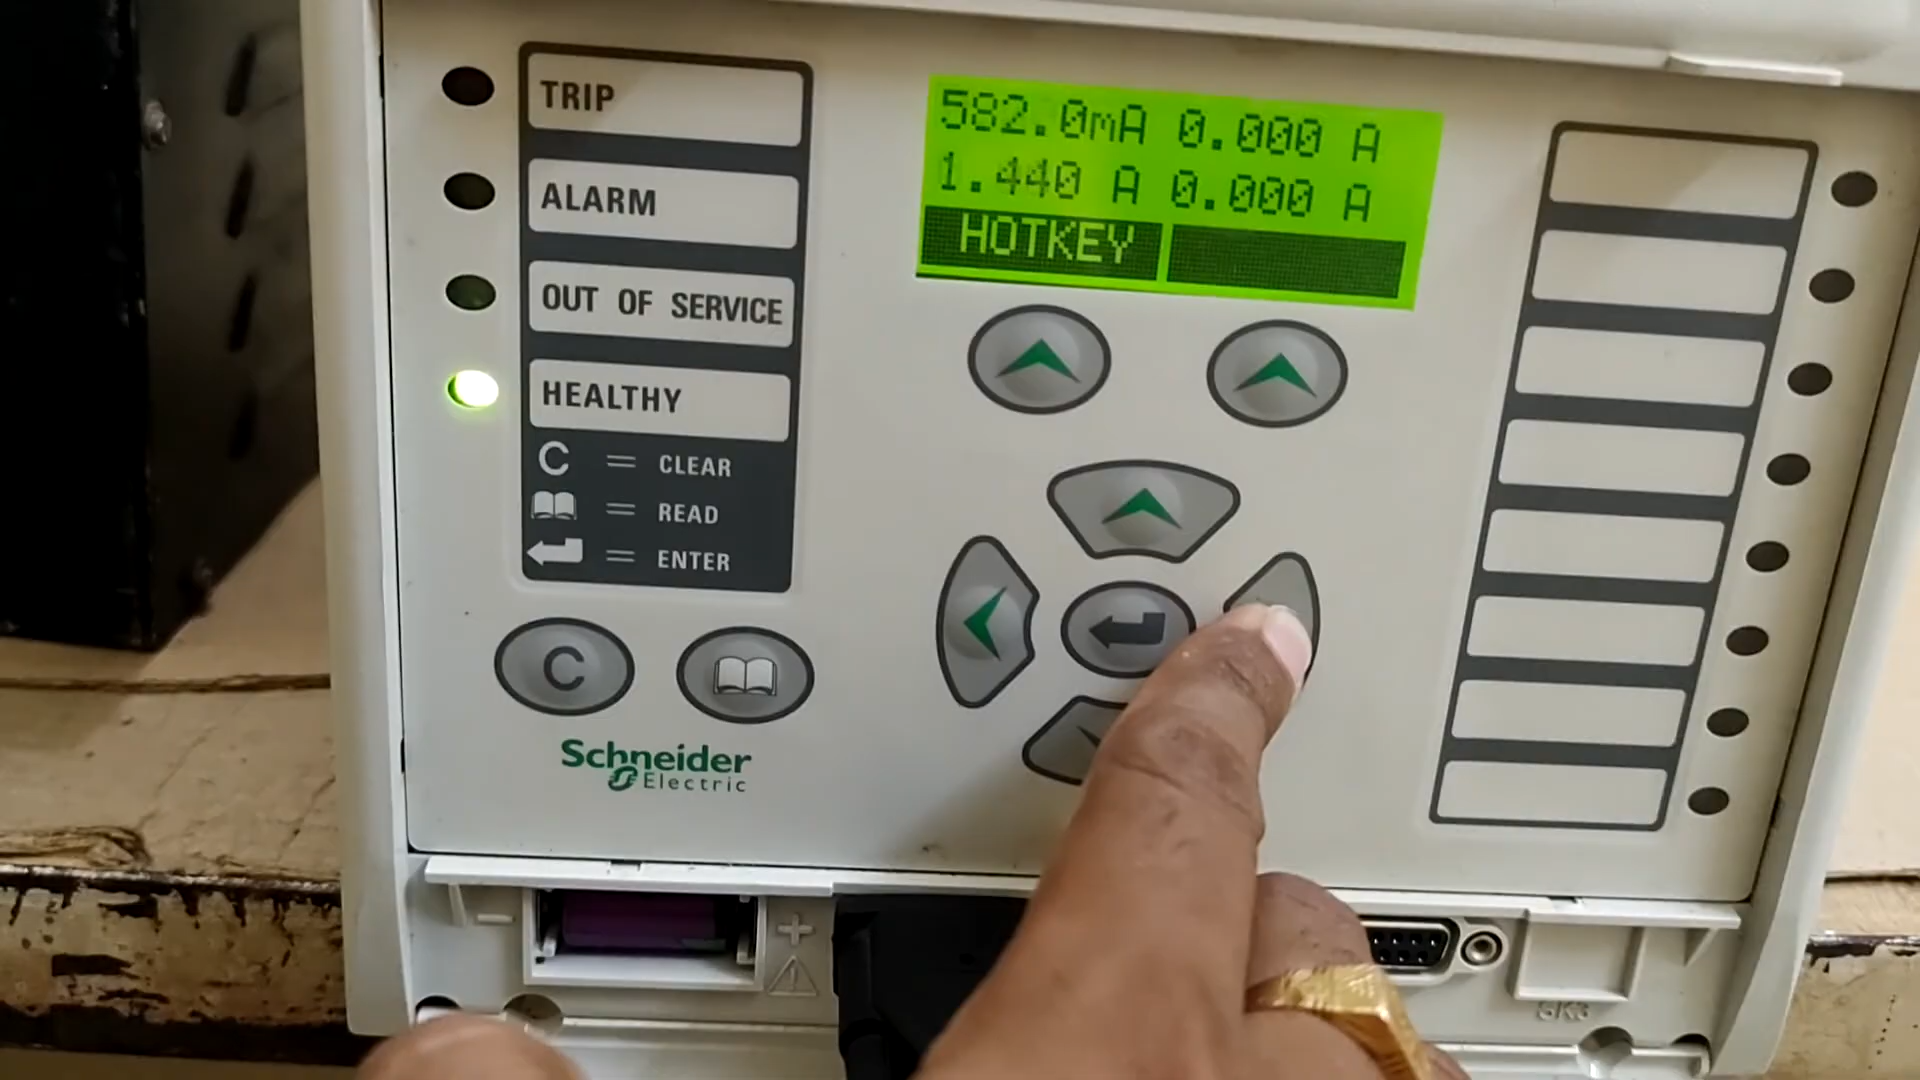 TRIP
ALARM
OUT OF SERVICE
HEALTHY
C = CLEAR
= READ
= ENTER
582.0mA 0.000 A
1.440 A 0.000 A
HOTKEY
C
Schneider
Electric
SK3